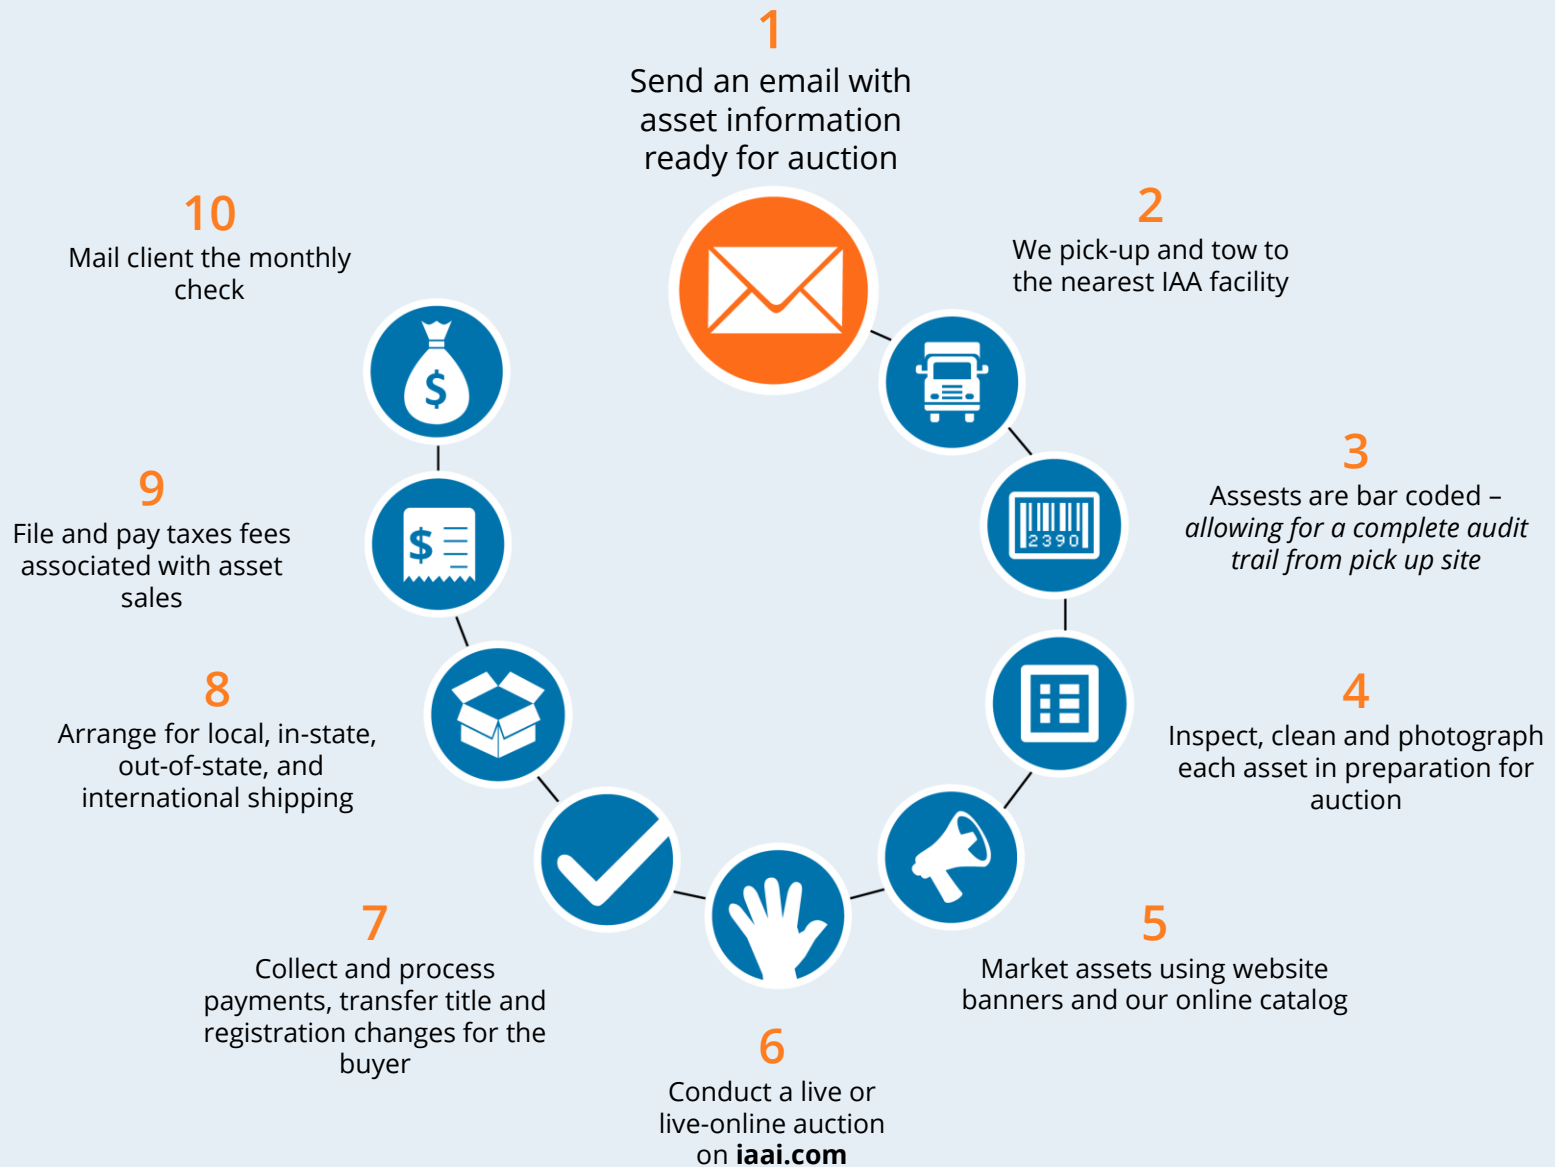 1
Send an email with
asset information
ready for auction
2
We pick-up and tow to
the nearest IAA facility
3
Assests are bar coded –
allowing for a complete audit
trail from pick up site
2390
4
Inspect, clean and photograph
each asset in preparation for
auction
5
Market assets using website
banners and our online catalog
6
Conduct a live or
live-online auction
on iaai.com
7
Collect and process
payments, transfer title and
registration changes for the
buyer
8
Arrange for local, in-state,
out-of-state, and
international shipping
9
File and pay taxes fees
associated with asset
sales
$
10
Mail client the monthly
check
$